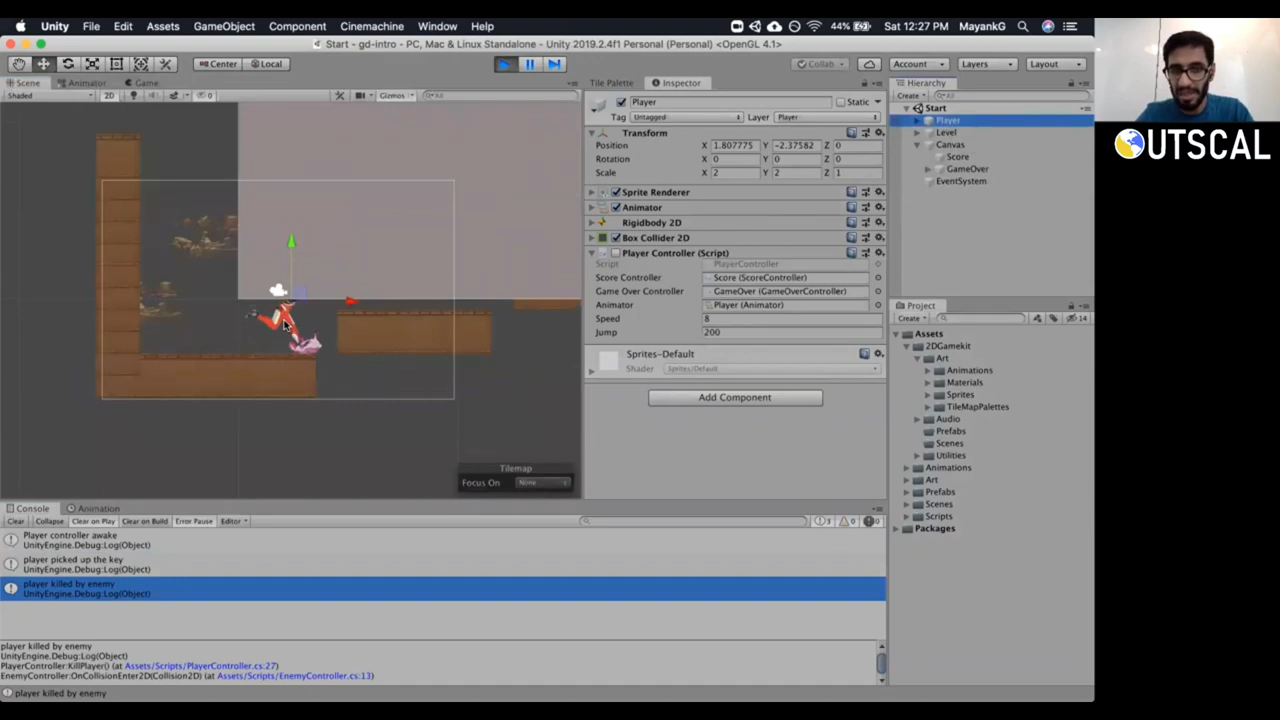 Unity File Edit Assets GameObject Component Cinemachine Window Help 44% Sat 12:27 PM MayankG
Start - gd-intro - PC, Mac & Linux Standalone - Unity 2019.2.4f1 Personal (Personal) <OpenGL 4.1>
Center Local Collab Account Layers Layout
Scene Animator Game Tile Palette Inspector Hierarchy
Shaded 2D Gizmos All Create All
Player Static
Tag Untagged Layer Player
Transform
Position X 1.807775 Y -2.37582 Z 0
Rotation X 0 Y 0 Z 0
Scale X 2 Y 2 Z 1
Sprite Renderer
Animator
Rigidbody 2D
Box Collider 2D
Player Controller (Script)
Script PlayerController
Score Controller Score (ScoreController)
Game Over Controller GameOver (GameOverController)
Animator Player (Animator)
Speed 8
Jump 200
Sprites-Default
Shader Sprites/Default
Add Component
Start
Player
Level
Canvas
Score
GameOver
EventSystem
OUTSCAL
Project
Create 14
Assets
2DGamekit
Art
Animations
Materials
Sprites
TileMapPalettes
Audio
Prefabs
Scenes
Utilities
Animations
Art
Prefabs
Scenes
Scripts
Packages
Tilemap
Focus On None
Console Animation
Clear Collapse Clear on Play Clear on Build Error Pause Editor 3 0 0
Player controller awake
UnityEngine.Debug:Log(Object)
player picked up the key
UnityEngine.Debug:Log(Object)
player killed by enemy
UnityEngine.Debug:Log(Object)
player killed by enemy
UnityEngine.Debug:Log(Object)
PlayerController:KillPlayer() (at Assets/Scripts/PlayerController.cs:27)
EnemyController:OnCollisionEnter2D(Collision2D) (at Assets/Scripts/EnemyController.cs:13)
player killed by enemy